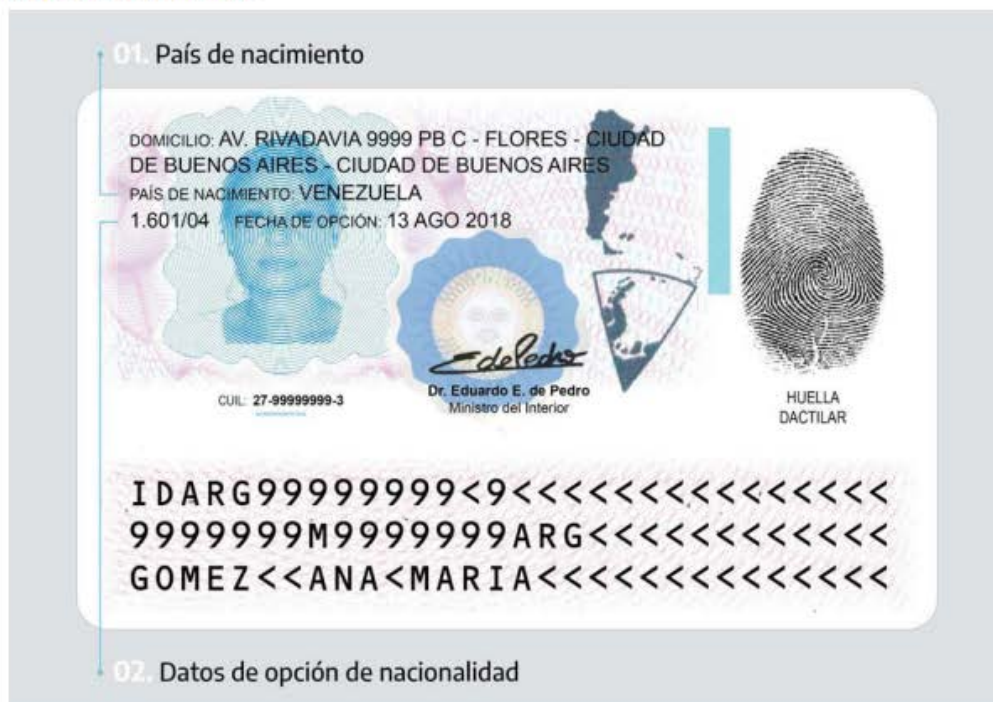 01. País de nacimiento
DOMICILIO: AV. RIVADAVIA 9999 PB C - FLORES - CIUDAD
DE BUENOS AIRES - CIUDAD DE BUENOS AIRES
PAÍS DE NACIMIENTO: VENEZUELA
1.601/04 FECHA DE OPCIÓN: 13 AGO 2018
E de Pedro
Dr. Eduardo E. de Pedro
Ministro del Interior
CUIL: 27-99999999-3
HUELLA
DACTILAR
IDARG99999999<9<<<<<<<<<<<<<<<
9999999M9999999ARG<<<<<<<<<<<<
GOMEZ<<ANA<MARIA<<<<<<<<<<<<<<
02. Datos de opción de nacionalidad